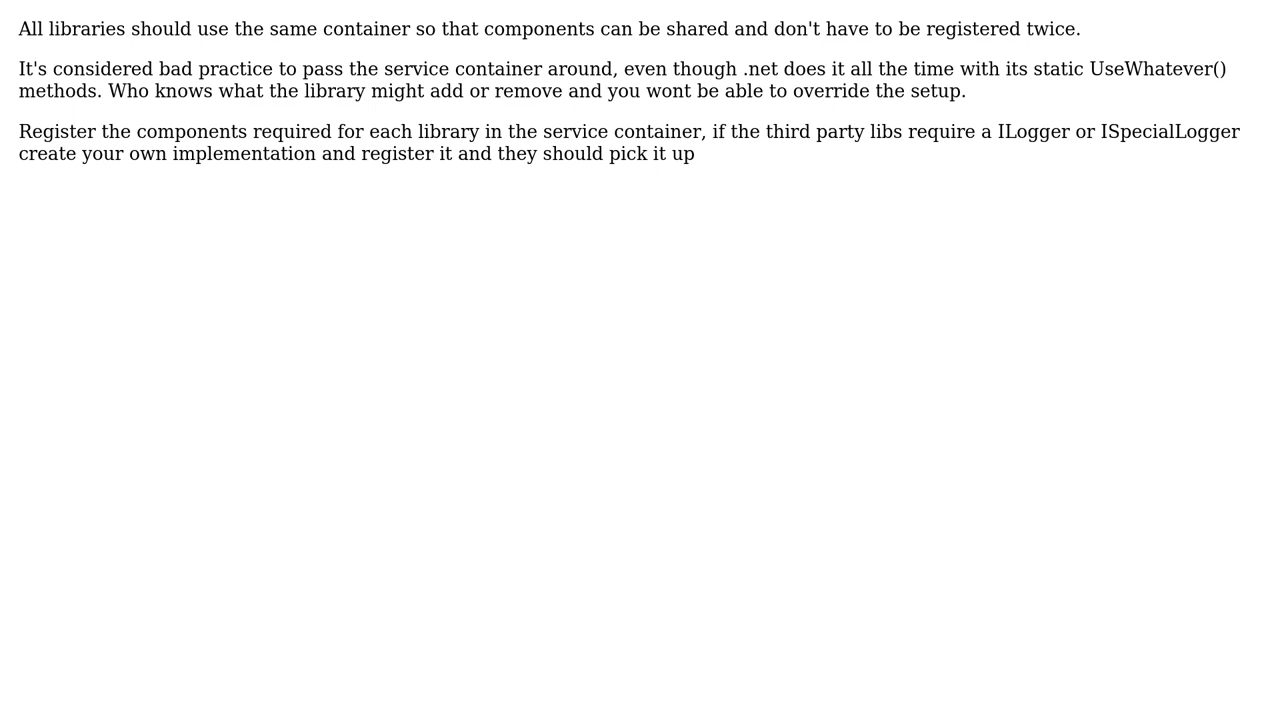 All libraries should use the same container so that components can be shared and don't have to be registered twice.
It's considered bad practice to pass the service container around, even though .net does it all the time with its static UseWhatever()
methods. Who knows what the library might add or remove and you wont be able to override the setup.
Register the components required for each library in the service container, if the third party libs require a ILogger or ISpecialLogger
create your own implementation and register it and they should pick it up